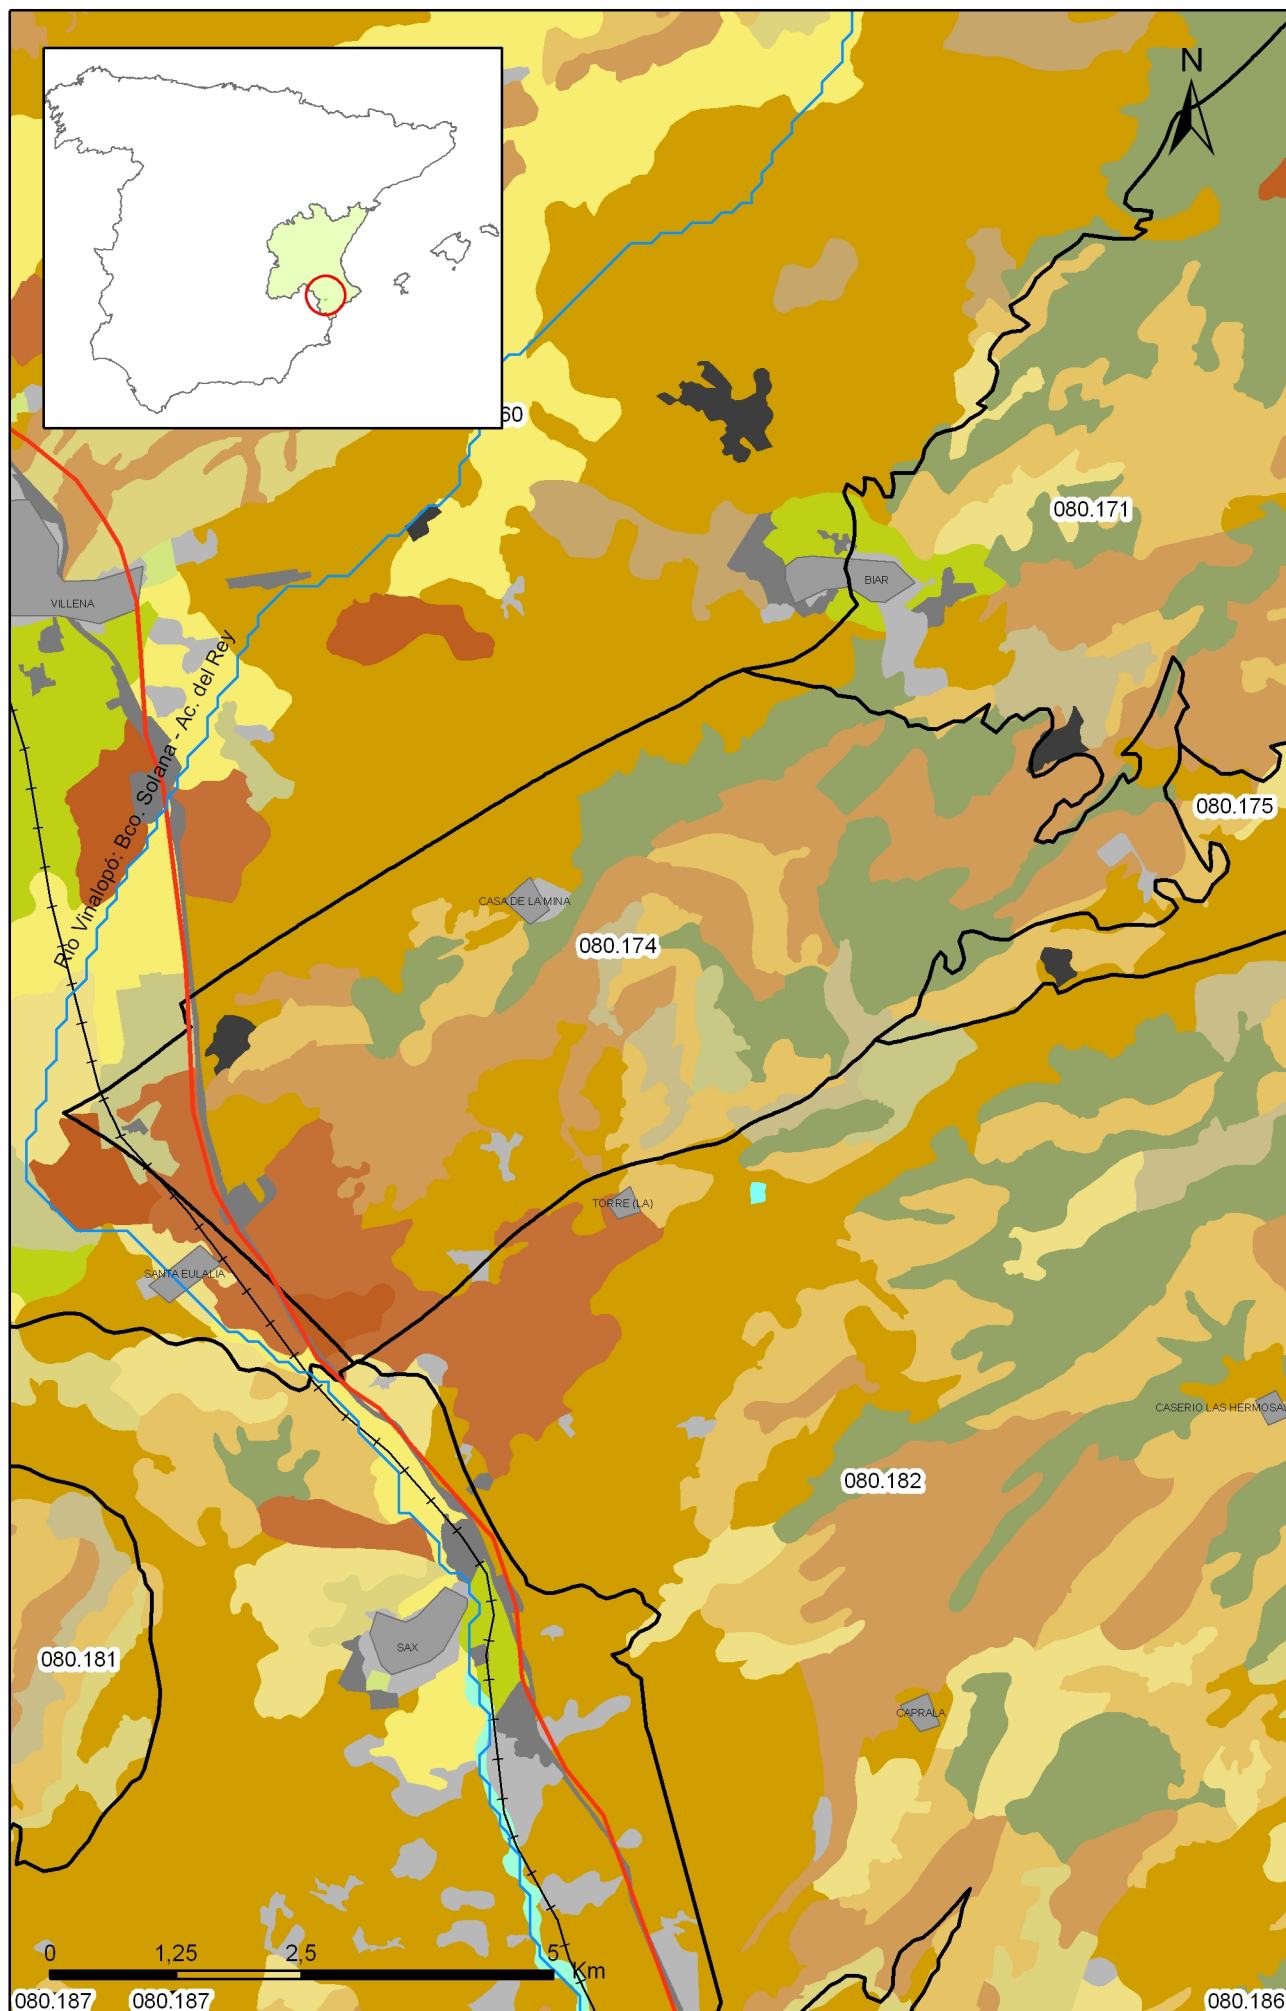 N
60
080.171
VILLENA
BIAR
Río Vinalopó: Bco. Solana - Ac. del Rey
080.175
CASA DE LA MINA
080.174
TORRE (LA)
SANTA EULALIA
CASERIO LAS HERMOSAS
080.182
SAX
080.181
CAPRALA
0 1,25 2,5 5
Km
080.187 080.187 080.186